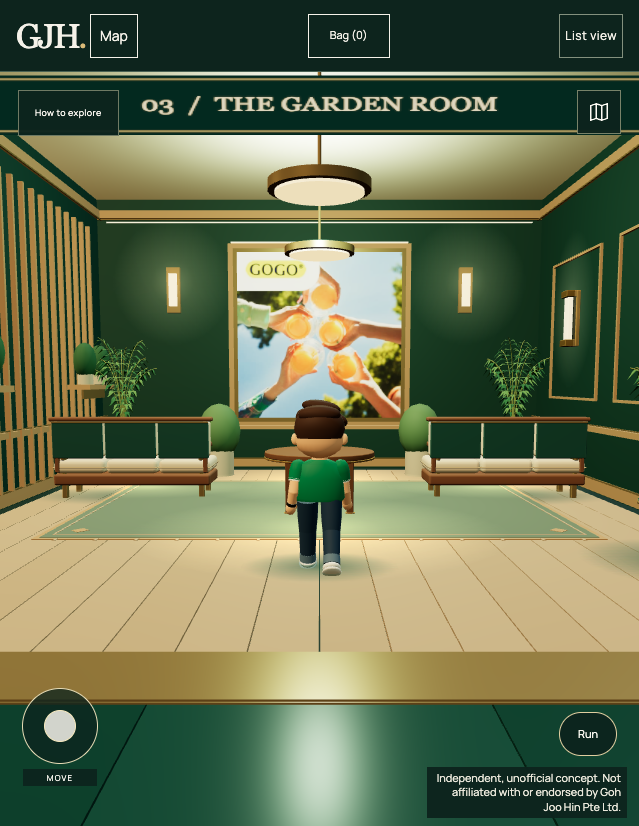 GJH.
Map
Bag (0)
List view
How to explore
03 / THE GARDEN ROOM
GOGO®
MOVE
Run
Independent, unofficial concept. Not
affiliated with or endorsed by Goh
Joo Hin Pte Ltd.